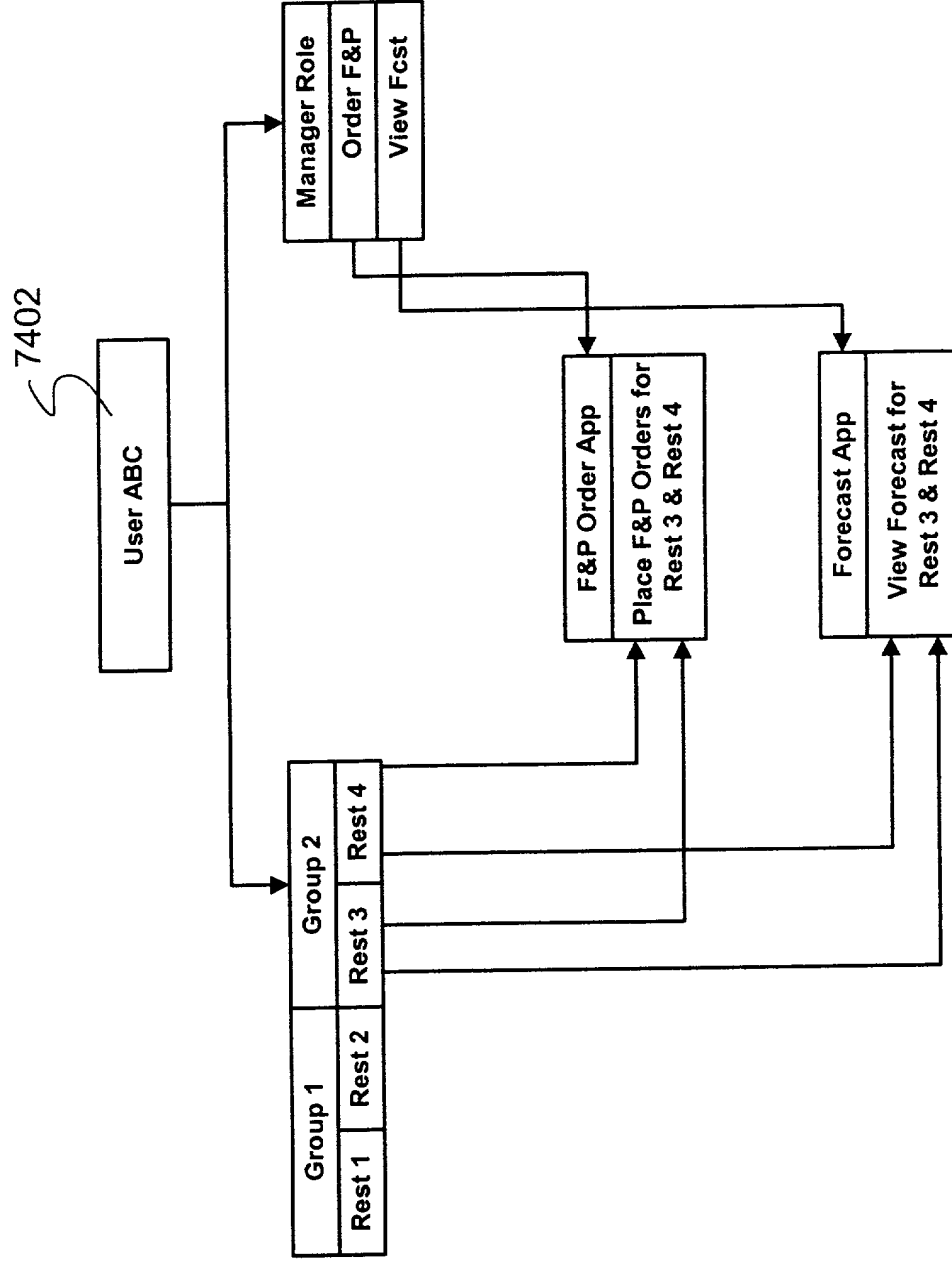 7402
User ABC
Group 1
Group 2
Rest 1
Rest 2
Rest 3
Rest 4
Manager Role
Order F&P
View Fcst
F&P Order App
Place F&P Orders for
Rest 3 & Rest 4
Forecast App
View Forecast for
Rest 3 & Rest 4